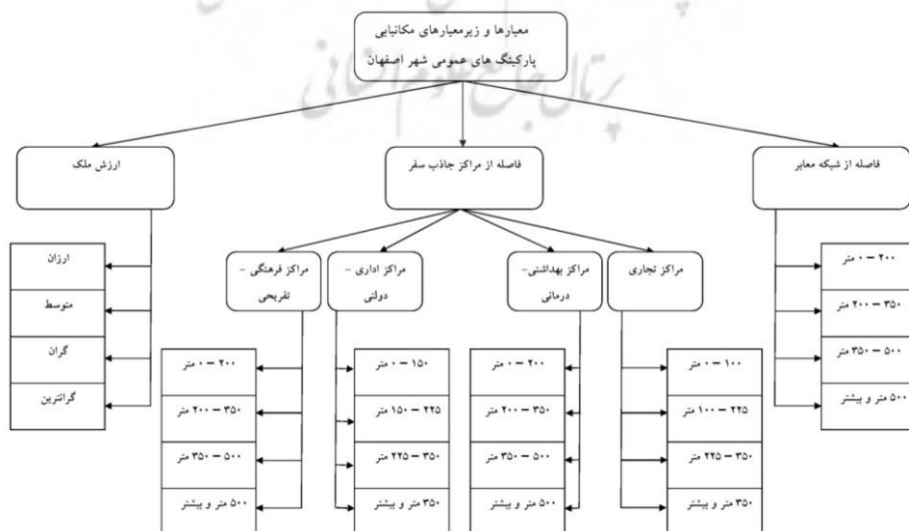 معیارها و زیرمعیارهای مکانیابی
پارکینگ های عمومی شهر اصفهان
پرتال جامع علوم انسانی
فاصله از شبکه معابر
فاصله از مراکز جاذب سفر
ارزش ملک
۰ – ۲۰۰ متر
۲۰۰ – ۳۵۰ متر
۳۵۰ – ۵۰۰ متر
۵۰۰ متر و بیشتر
مراکز تجاری
مراکز بهداشتی-
درمانی
مراکز اداری –
دولتی
مراکز فرهنگی –
تفریحی
۰ – ۱۰۰ متر
۱۰۰ – ۲۲۵ متر
۲۲۵ – ۳۵۰ متر
۳۵۰ متر و بیشتر
۰ – ۲۰۰ متر
۲۰۰ – ۳۵۰ متر
۳۵۰ – ۵۰۰ متر
۵۰۰ متر و بیشتر
۰ – ۱۵۰ متر
۱۵۰ – ۲۲۵ متر
۲۲۵ – ۳۵۰ متر
۳۵۰ متر و بیشتر
۰ – ۲۰۰ متر
۲۰۰ – ۳۵۰ متر
۳۵۰ – ۵۰۰ متر
۵۰۰ متر و بیشتر
ارزان
متوسط
گران
گرانترین